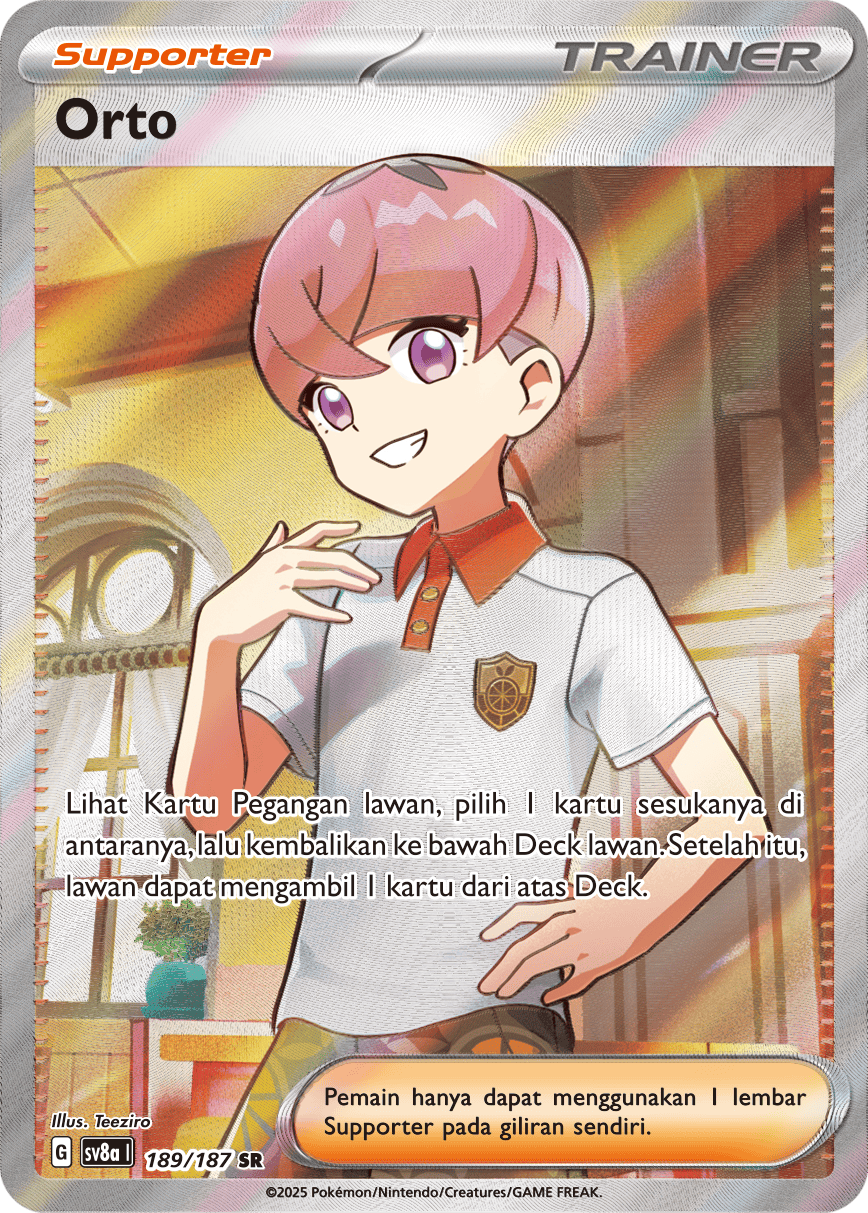 Supporter
TRAINER
Orto
Lihat Kartu Pegangan lawan, pilih 1 kartu sesukanya di
antaranya, lalu kembalikan ke bawah Deck lawan. Setelah itu,
lawan dapat mengambil 1 kartu dari atas Deck.
Pemain hanya dapat menggunakan 1 lembar
Supporter pada giliran sendiri.
Illus. Teeziro
G sv8a I 189/187 SR
©2025 Pokémon/Nintendo/Creatures/GAME FREAK.